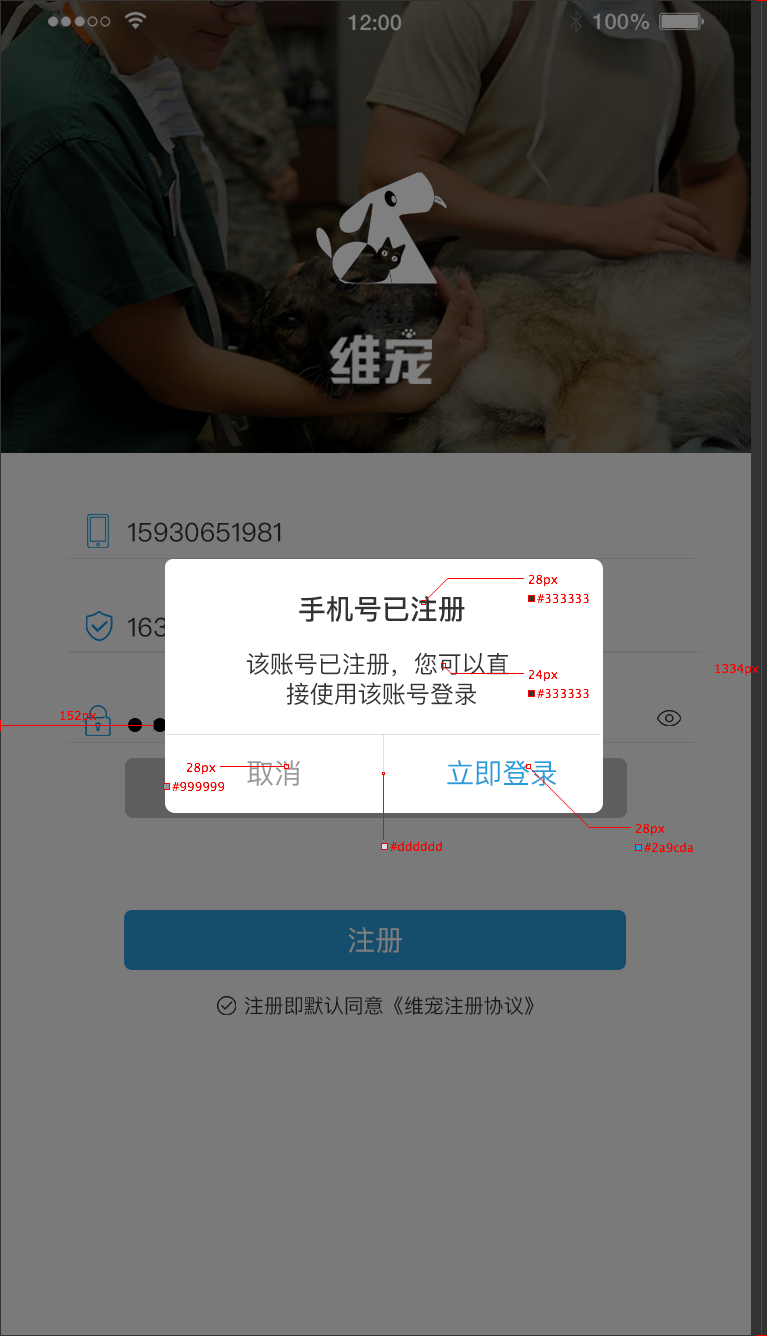 12:00
100%
维宠
15930651981
手机号已注册
28px
#333333
163
该账号已注册，您可以直
接使用该账号登录
24px
#333333
1334px
152px
取消
28px
#999999
立即登录
28px
#2a9cda
#dddddd
注册
注册即默认同意《维宠注册协议》